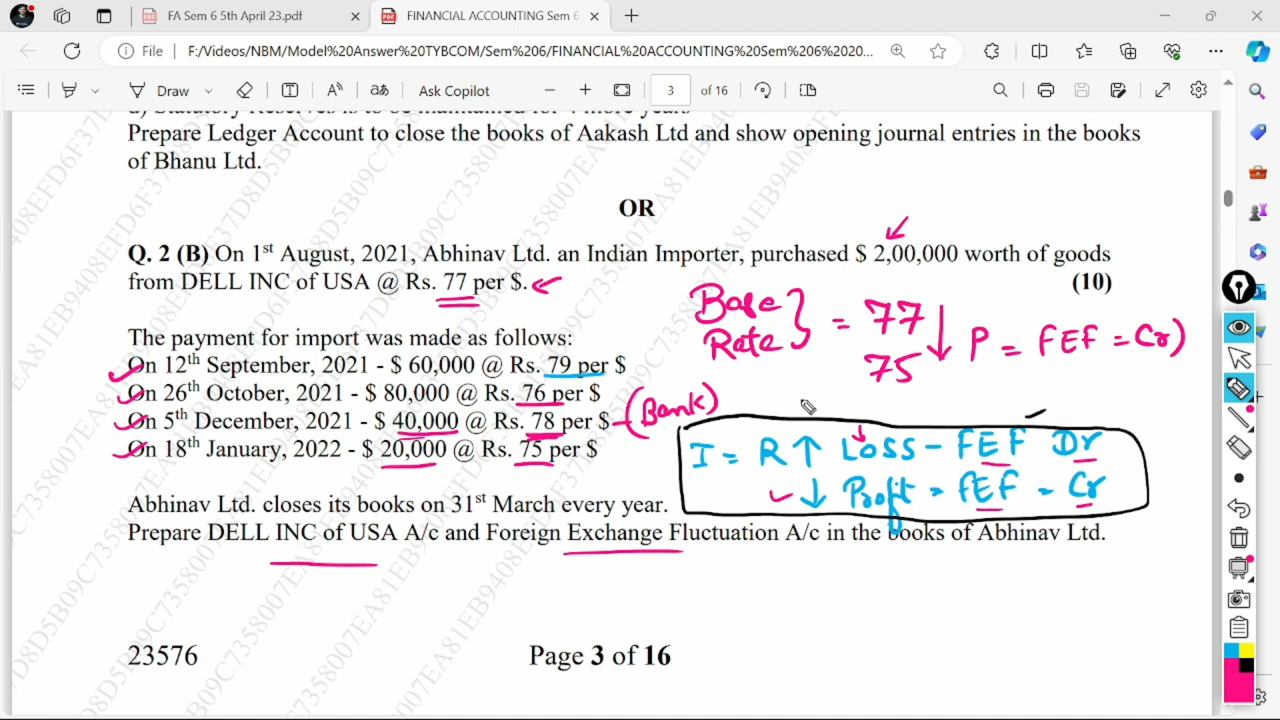 FA Sem 6 5th April 23.pdf
FINANCIAL ACCOUNTING Sem 6
File
F:/Videos/NBM/Model%20Answer%20TYBCOM/Sem%206/FINANCIAL%20ACCOUNTING%20Sem%206%2020...
Draw
Ask Copilot
3 of 16
Prepare Ledger Account to close the books of Aakash Ltd and show opening journal entries in the books
of Bhanu Ltd.
OR
Q. 2 (B) On 1st August, 2021, Abhinav Ltd. an Indian Importer, purchased $ 2,00,000 worth of goods
from DELL INC of USA @ Rs. 77 per $. (10)
Base
Rate } = 77
75 P = FEF = Cr)
The payment for import was made as follows:
On 12th September, 2021 - $ 60,000 @ Rs. 79 per $
On 26th October, 2021 - $ 80,000 @ Rs. 76 per $
On 5th December, 2021 - $ 40,000 @ Rs. 78 per $ (Bank)
On 18th January, 2022 - $ 20,000 @ Rs. 75 per $
I = R ↑ Loss - FEF Dr
↓ Profit = FEF = Cr
Abhinav Ltd. closes its books on 31st March every year.
Prepare DELL INC of USA A/c and Foreign Exchange Fluctuation A/c in the books of Abhinav Ltd.
23576
Page 3 of 16